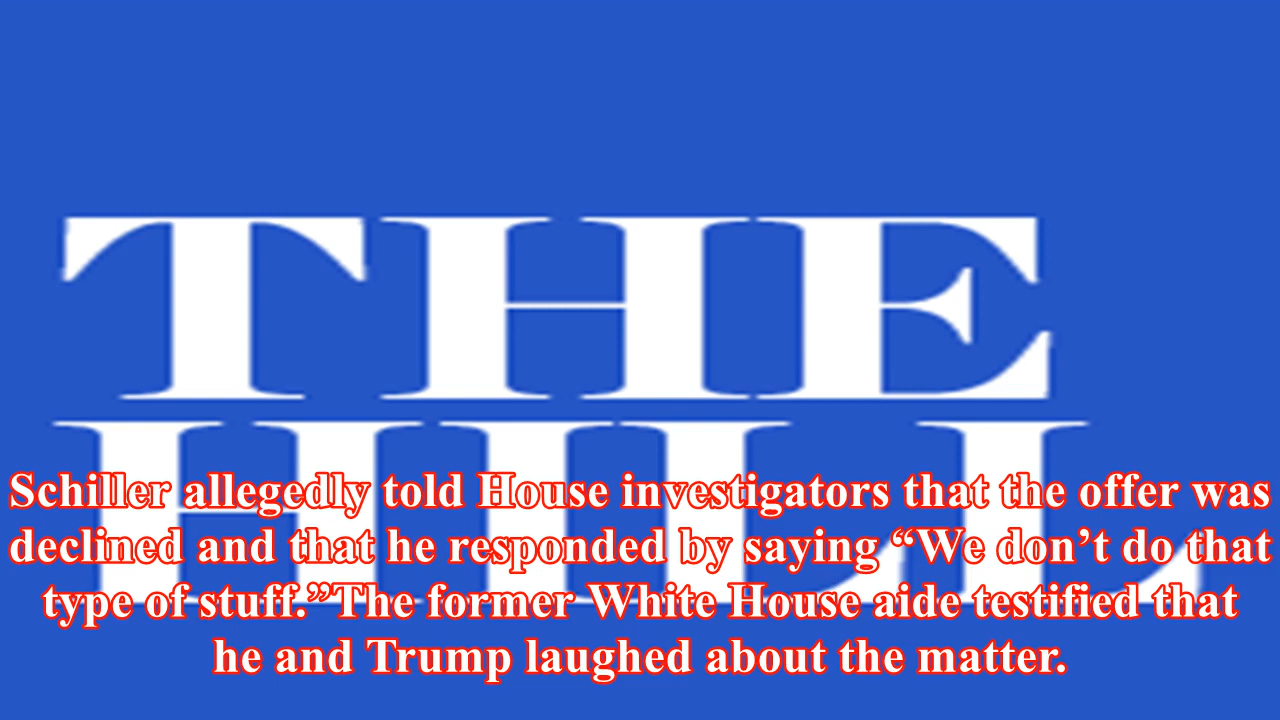 THE
HILL
Schiller allegedly told House investigators that the offer was
declined and that he responded by saying “We don’t do that
type of stuff.”The former White House aide testified that
he and Trump laughed about the matter.